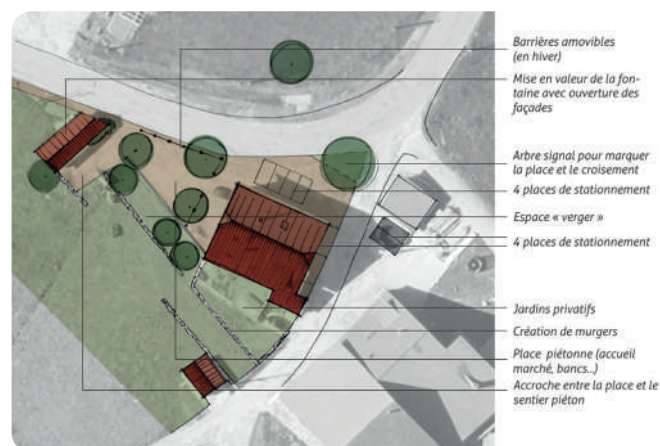 Barrières amovibles
(en hiver)
Mise en valeur de la fon-
taine avec ouverture des
façades
Arbre signal pour marquer
la place et le croisement
4 places de stationnement
Espace « verger »
4 places de stationnement
Jardins privatifs
Création de murgers
Place piétonne (accueil
marché, bancs...)
Accroche entre la place et le
sentier piéton